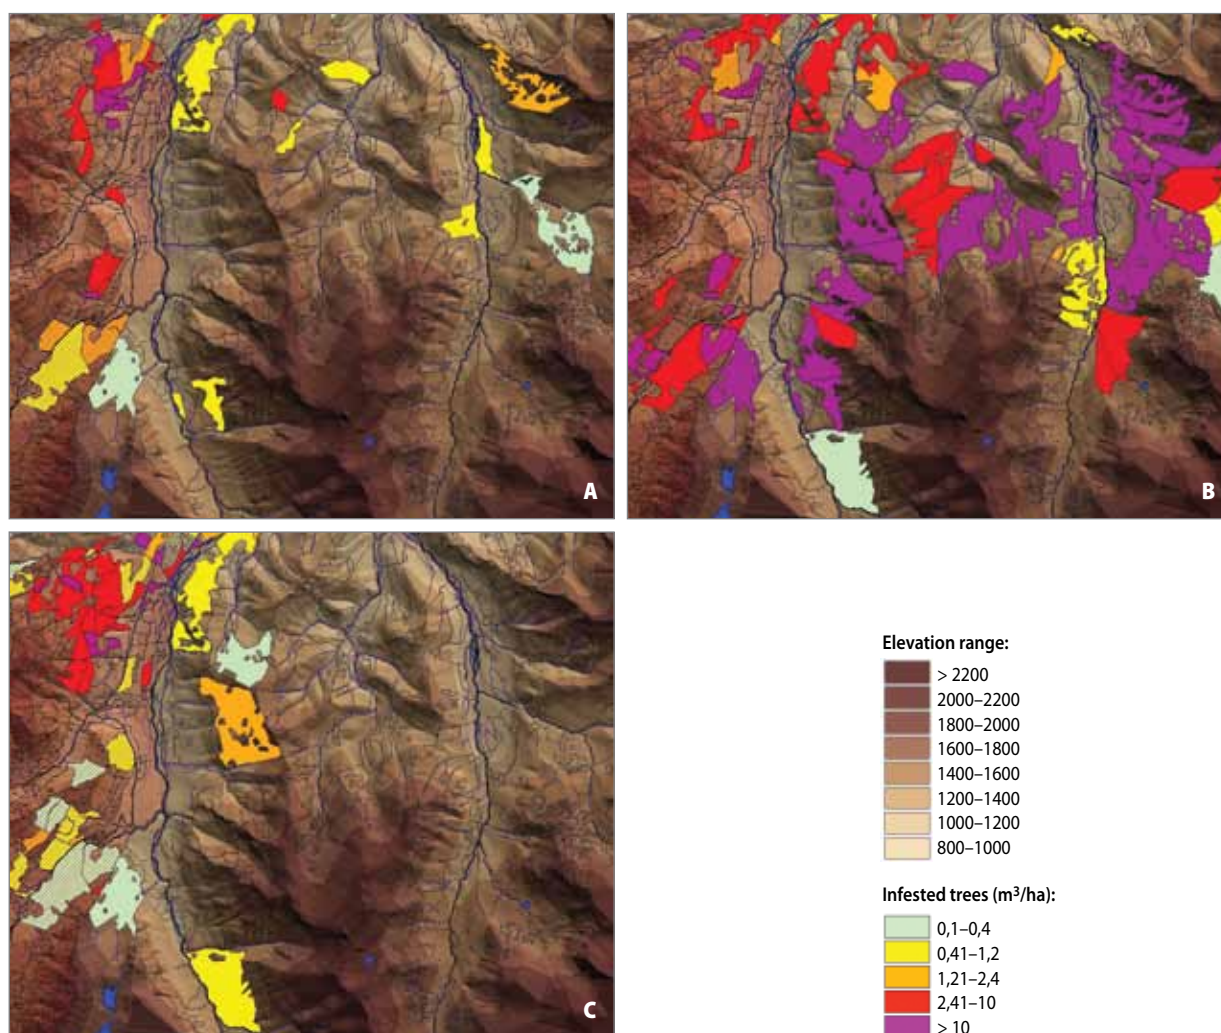 A
B
C
Elevation range:
> 2200
2000–2200
1800–2000
1600–1800
1400–1600
1200–1400
1000–1200
800–1000
Infested trees (m³/ha):
0,1–0,4
0,41–1,2
1,21–2,4
2,41–10
> 10